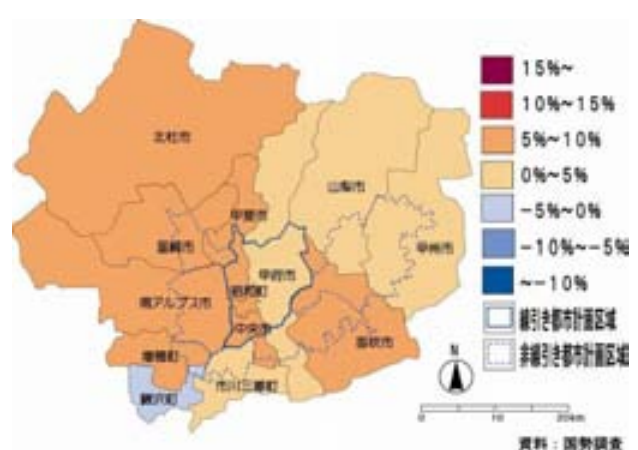 北杜市
山梨市
甲斐市
韮崎市
甲州市
甲府市
南アルプス市
昭和町
中央市
笛吹市
増穂町
市川三郷町
鰍沢町
15%~
10%~15%
5%~10%
0%~5%
-5%~0%
-10%~-5%
~-10%
線引き都市計画区域
非線引き都市計画区域
N
0 10 20km
資料：国勢調査